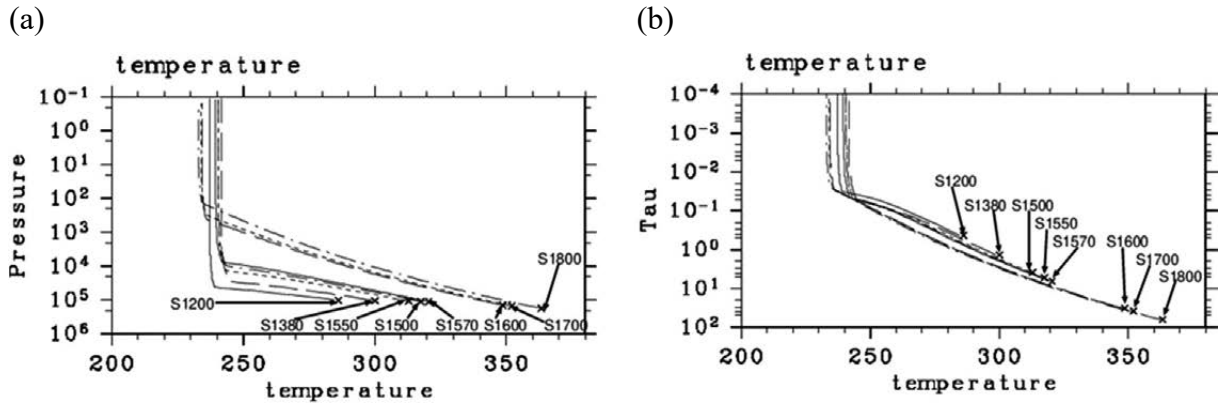 (a)
(b)
temperature
temperature
Pressure
10⁻¹
10⁰
10¹
10²
10³
10⁴
10⁵
10⁶
S1200
S1380
S1550
S1500
S1570
S1600
S1700
S1800
200
250
300
350
temperature
Tau
10⁻⁴
10⁻³
10⁻²
10⁻¹
10⁰
10¹
10²
S1200
S1380
S1500
S1550
S1570
S1600
S1700
S1800
200
250
300
350
temperature